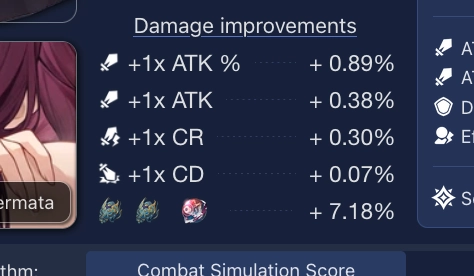 Damage improvements
+1x ATK % + 0.89%
+1x ATK + 0.38%
+1x CR + 0.30%
+1x CD + 0.07%
+ 7.18%
ermata
Combat Simulation Score
thm: